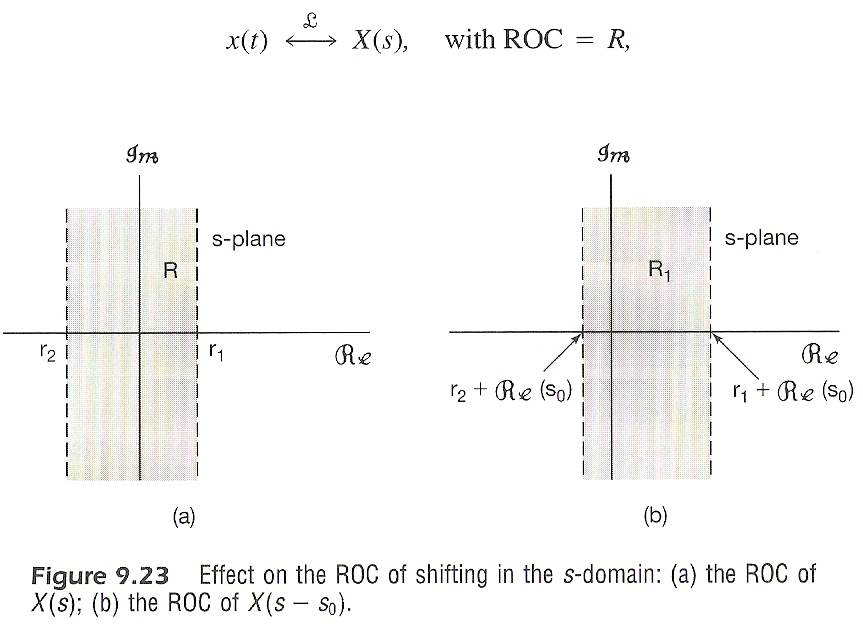 x(t) ⟷ℒ X(s), with ROC = R,
ℐm
s-plane
R
r₂
r₁
ℛe
(a)
ℐm
s-plane
R₁
ℛe
r₂ + ℛe (s₀)
r₁ + ℛe (s₀)
(b)
Figure 9.23 Effect on the ROC of shifting in the s-domain: (a) the ROC of
X(s); (b) the ROC of X(s − s₀).